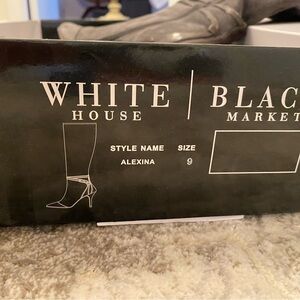 WHITE | BLAC
HOUSE | MARKET
STYLE NAME SIZE
ALEXINA 9